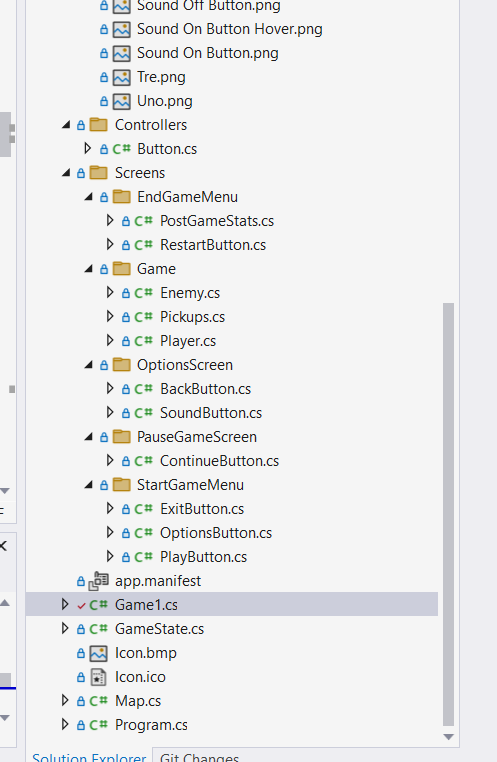 Sound Off Button.png
Sound On Button Hover.png
Sound On Button.png
Tre.png
Uno.png
Controllers
C# Button.cs
Screens
EndGameMenu
C# PostGameStats.cs
C# RestartButton.cs
Game
C# Enemy.cs
C# Pickups.cs
C# Player.cs
OptionsScreen
C# BackButton.cs
C# SoundButton.cs
PauseGameScreen
C# ContinueButton.cs
StartGameMenu
C# ExitButton.cs
C# OptionsButton.cs
C# PlayButton.cs
app.manifest
C# Game1.cs
C# GameState.cs
Icon.bmp
Icon.ico
C# Map.cs
C# Program.cs
Solution Explorer Git Changes